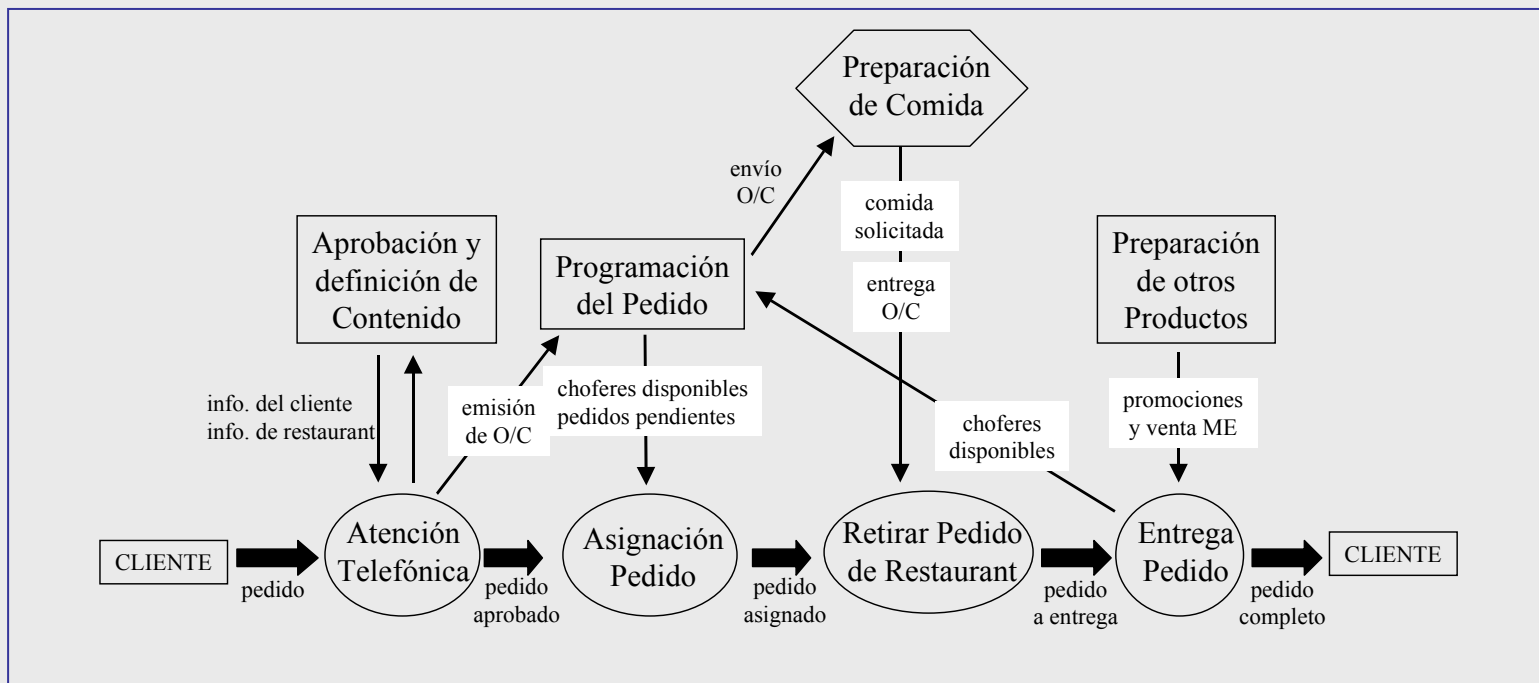 Preparación
de Comida
envío
O/C
comida
solicitada
entrega
O/C
Aprobación y
definición de
Contenido
Programación
del Pedido
Preparación
de otros
Productos
info. del cliente
info. de restaurant
emisión
de O/C
choferes disponibles
pedidos pendientes
choferes
disponibles
promociones
y venta ME
CLIENTE
pedido
Atención
Telefónica
pedido
aprobado
Asignación
Pedido
pedido
asignado
Retirar Pedido
de Restaurant
pedido
a entrega
Entrega
Pedido
pedido
completo
CLIENTE